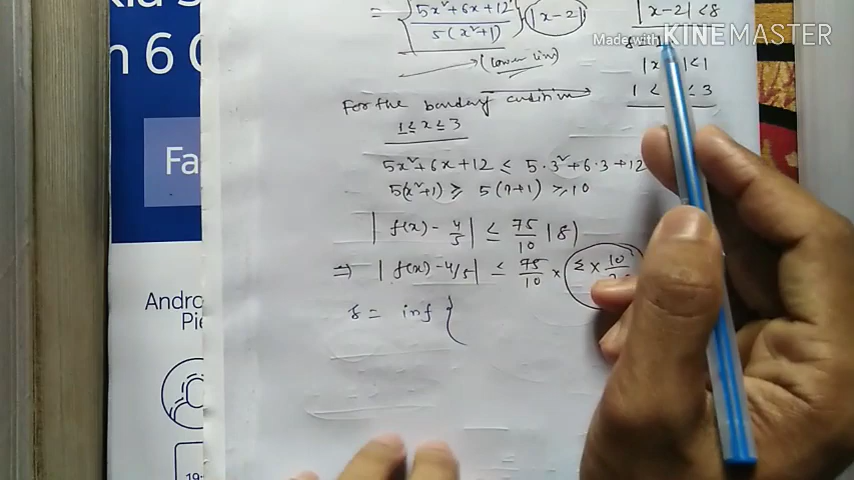 = { 5x²+6x+12 / 5(x²+1) } |x-2|
|x-2| < δ
Made with KINEMASTER
(lower lim)
|x | < 1
1 < ≤ 3
For the bondary condition
1 ≤ x ≤ 3
5x²+6x+12 ≤ 5.3²+6.3+12
5(x²+1) ≥ 5(1+1) ≥ 10
| f(x) - 4/5 | ≤ 75/10 |δ|
⇒ | f(x) - 4/5 | ≤ 75/10 × Σ × 10
δ = inf {
6
Fa
Andro
Pie